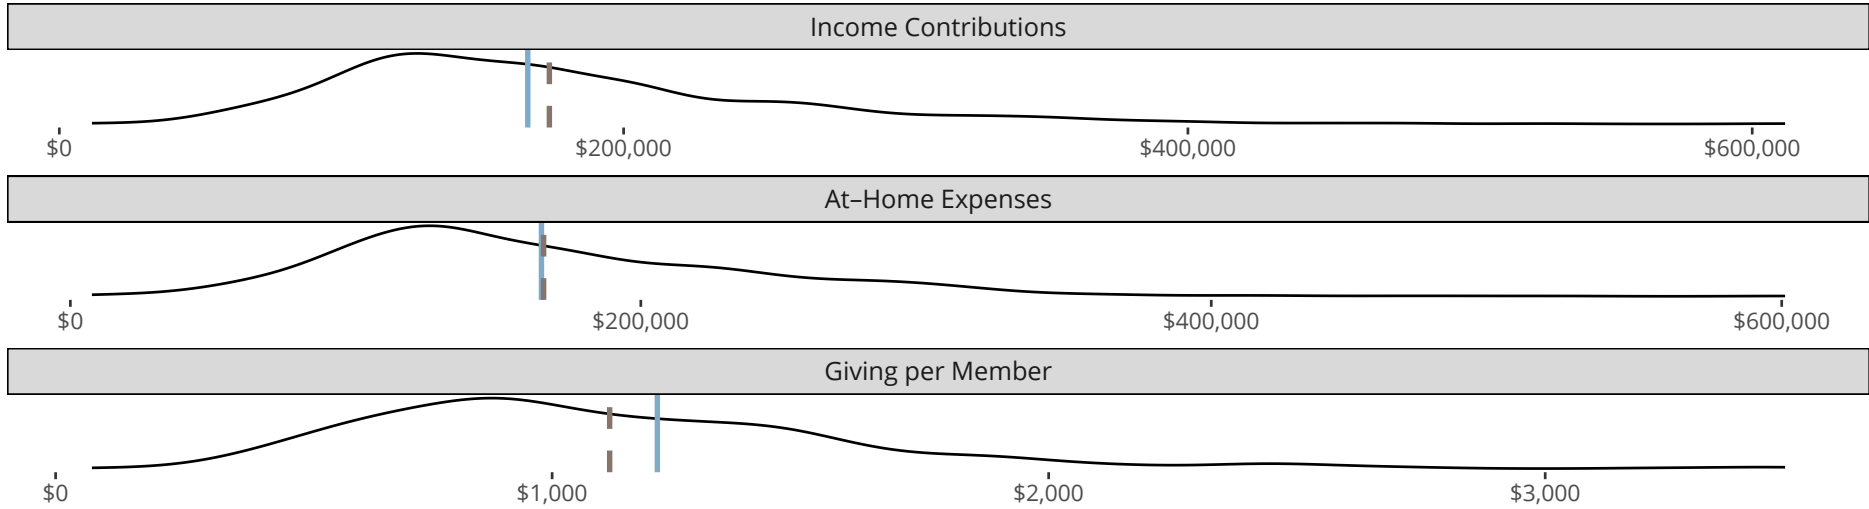 Income Contributions
$0 $200,000 $400,000 $600,000
At–Home Expenses
$0 $200,000 $400,000 $600,000
Giving per Member
$0 $1,000 $2,000 $3,000